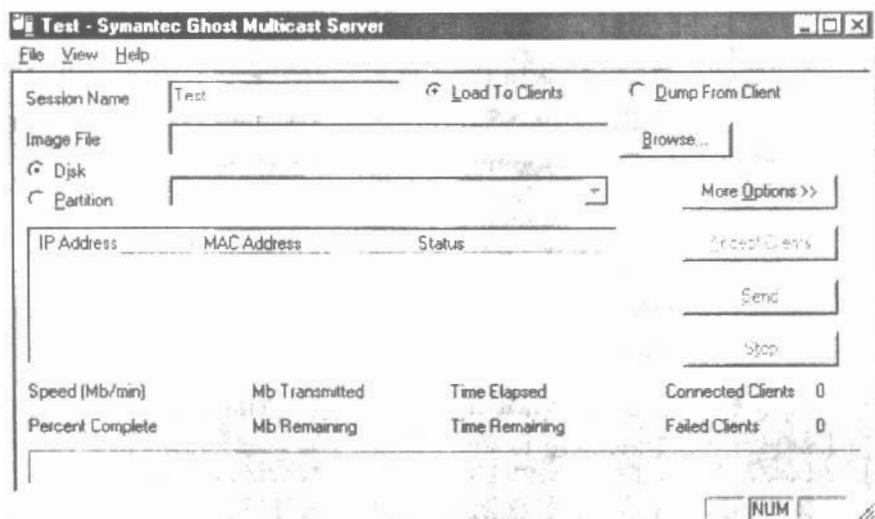 Test - Symantec Ghost Multicast Server
File View Help
Session Name Test Load To Clients Dump From Client
Image File Browse...
Disk
Partition More Options >>
IP Address MAC Address Status Accept Clients
Send
Stop
Speed (Mb/min) Mb Transmitted Time Elapsed Connected Clients 0
Percent Complete Mb Remaining Time Remaining Failed Clients 0
NUM